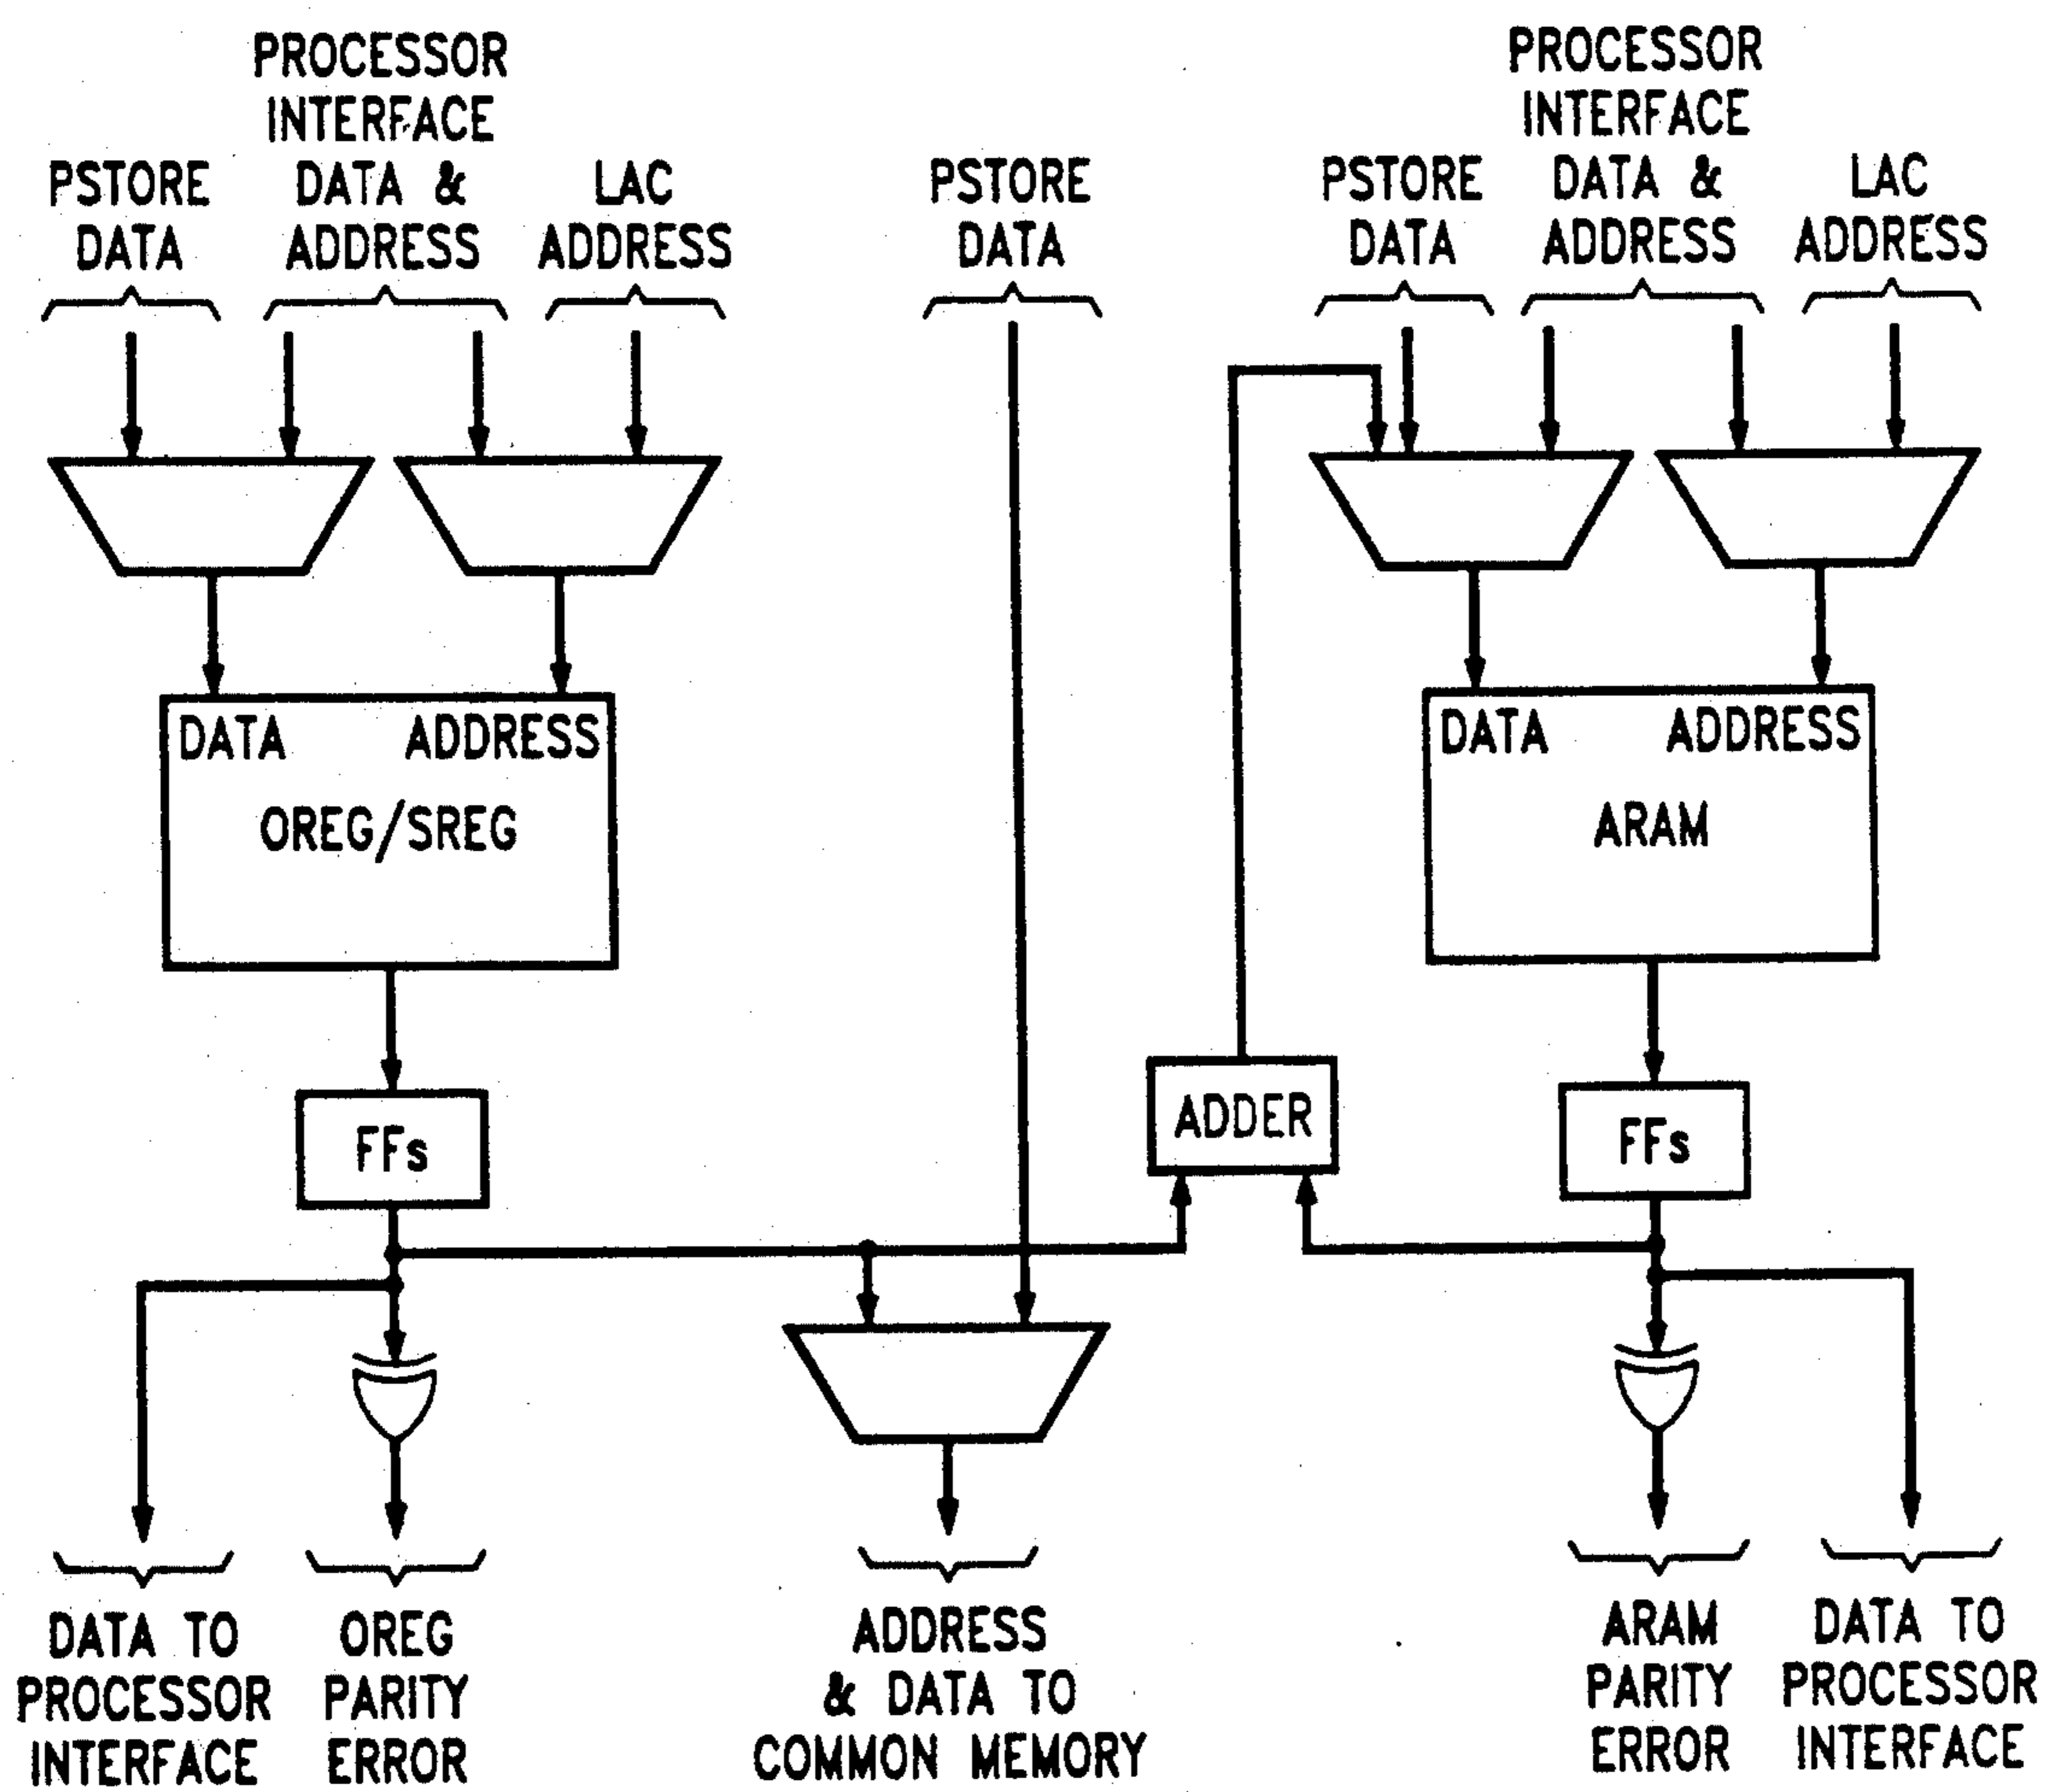 PROCESSOR
INTERFACE
PSTORE DATA & LAC
DATA ADDRESS ADDRESS
PSTORE
DATA
PROCESSOR
INTERFACE
PSTORE DATA & LAC
DATA ADDRESS ADDRESS
DATA ADDRESS
OREG/SREG
DATA ADDRESS
ARAM
FFs
ADDER
FFs
DATA TO
PROCESSOR
INTERFACE
OREG
PARITY
ERROR
ADDRESS
& DATA TO
COMMON MEMORY
ARAM
PARITY
ERROR
DATA TO
PROCESSOR
INTERFACE